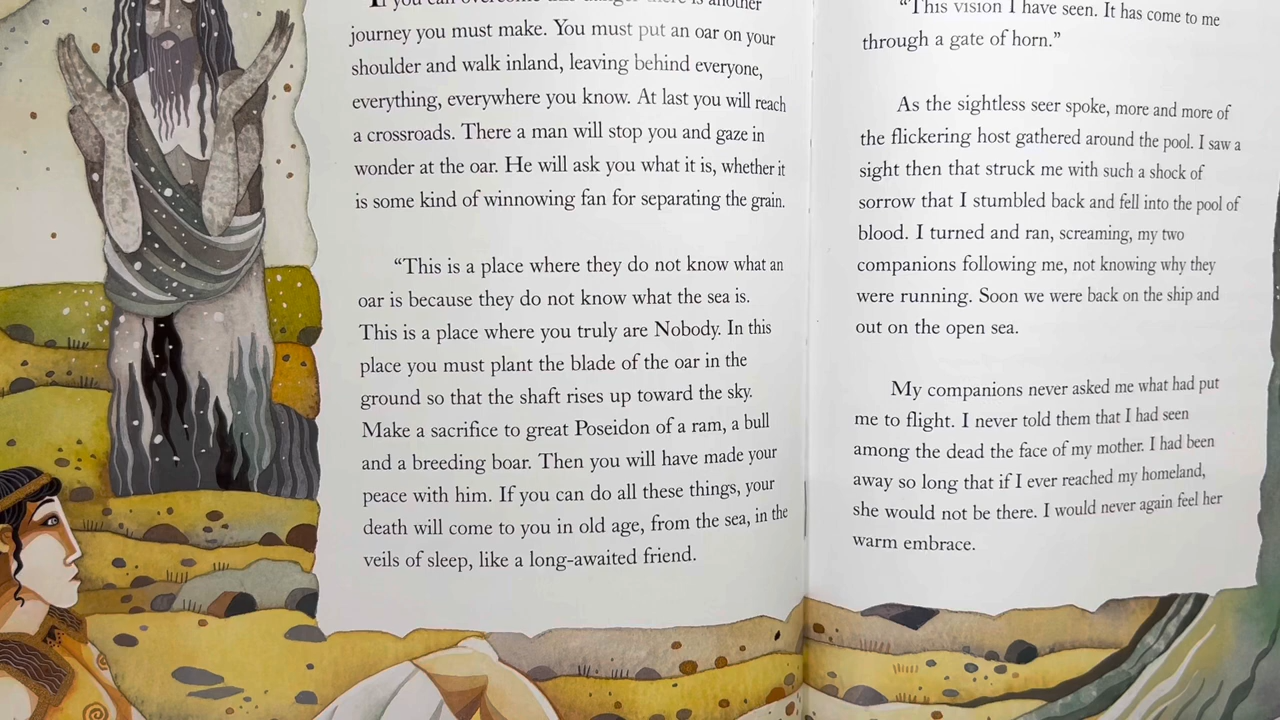 If you can overcome this danger there is another
journey you must make. You must put an oar on your
shoulder and walk inland, leaving behind everyone,
everything, everywhere you know. At last you will reach
a crossroads. There a man will stop you and gaze in
wonder at the oar. He will ask you what it is, whether it
is some kind of winnowing fan for separating the grain.
“This is a place where they do not know what an
oar is because they do not know what the sea is.
This is a place where you truly are Nobody. In this
place you must plant the blade of the oar in the
ground so that the shaft rises up toward the sky.
Make a sacrifice to great Poseidon of a ram, a bull
and a breeding boar. Then you will have made your
peace with him. If you can do all these things, your
death will come to you in old age, from the sea, in the
veils of sleep, like a long-awaited friend.
“This vision I have seen. It has come to me
through a gate of horn.”
As the sightless seer spoke, more and more of
the flickering host gathered around the pool. I saw a
sight then that struck me with such a shock of
sorrow that I stumbled back and fell into the pool of
blood. I turned and ran, screaming, my two
companions following me, not knowing why they
were running. Soon we were back on the ship and
out on the open sea.
My companions never asked me what had put
me to flight. I never told them that I had seen
among the dead the face of my mother. I had been
away so long that if I ever reached my homeland,
she would not be there. I would never again feel her
warm embrace.